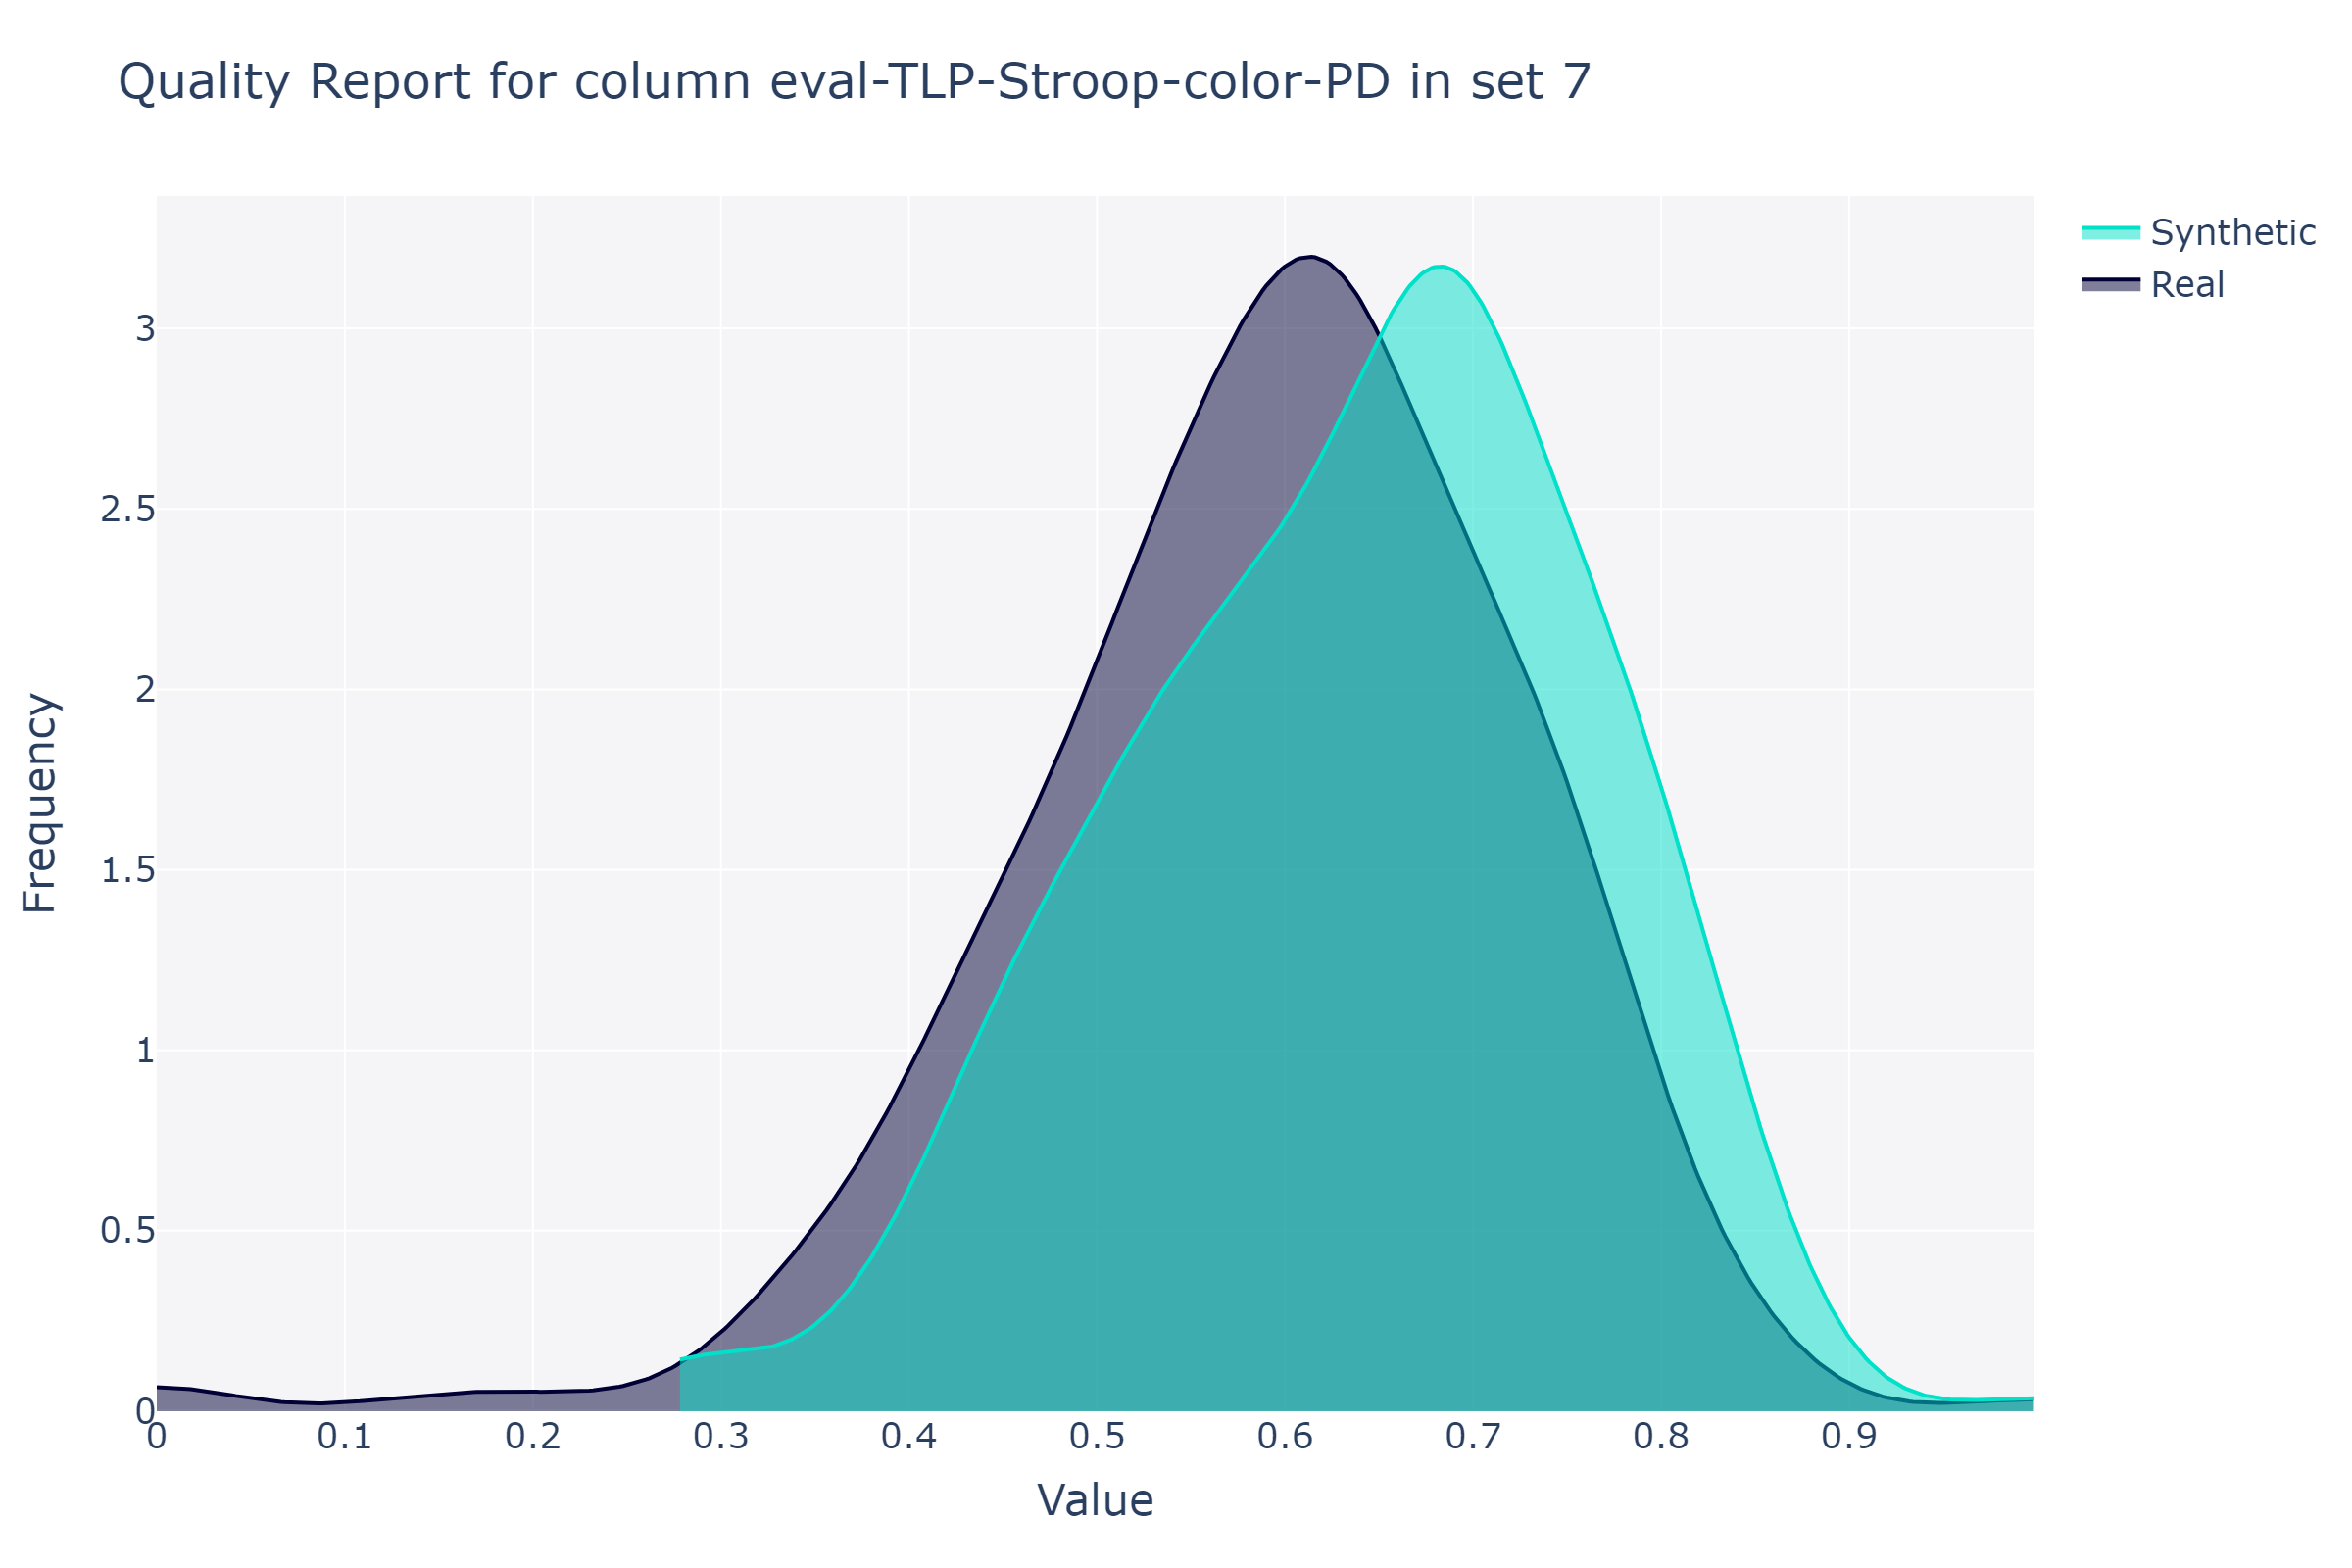 Quality Report for column eval-TLP-Stroop-color-PD in set 7
Synthetic
Real
Frequency
3
2.5
2
1.5
1
0.5
0
0 0.1 0.2 0.3 0.4 0.5 0.6 0.7 0.8 0.9
Value